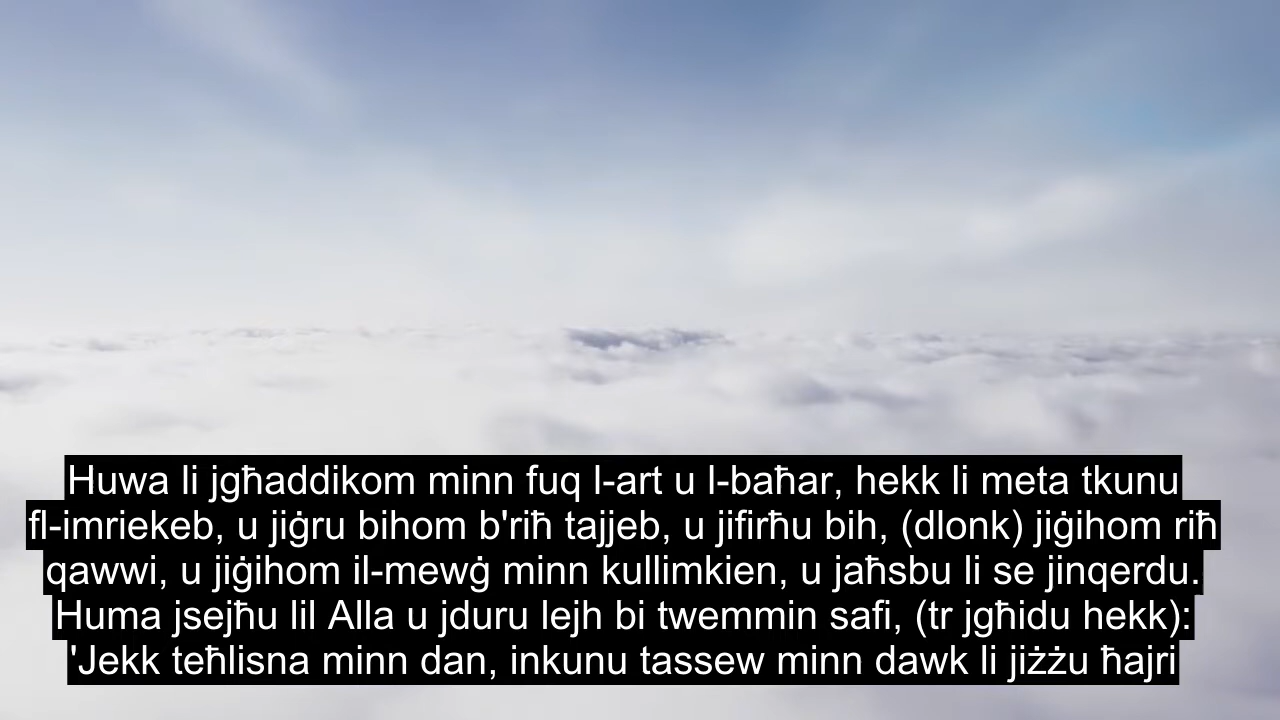 Huwa li jgħaddikom minn fuq l-art u l-baħar, hekk li meta tkunu
fl-imriekeb, u jiġru bihom b'riħ tajjeb, u jifirħu bih, (dlonk) jiġihom riħ
qawwi, u jiġihom il-mewġ minn kullimkien, u jaħsbu li se jinqerdu.
Huma jsejħu lil Alla u jduru lejh bi twemmin safi, (tr jgħidu hekk):
'Jekk teħlisna minn dan, inkunu tassew minn dawk li jiżżu ħajri